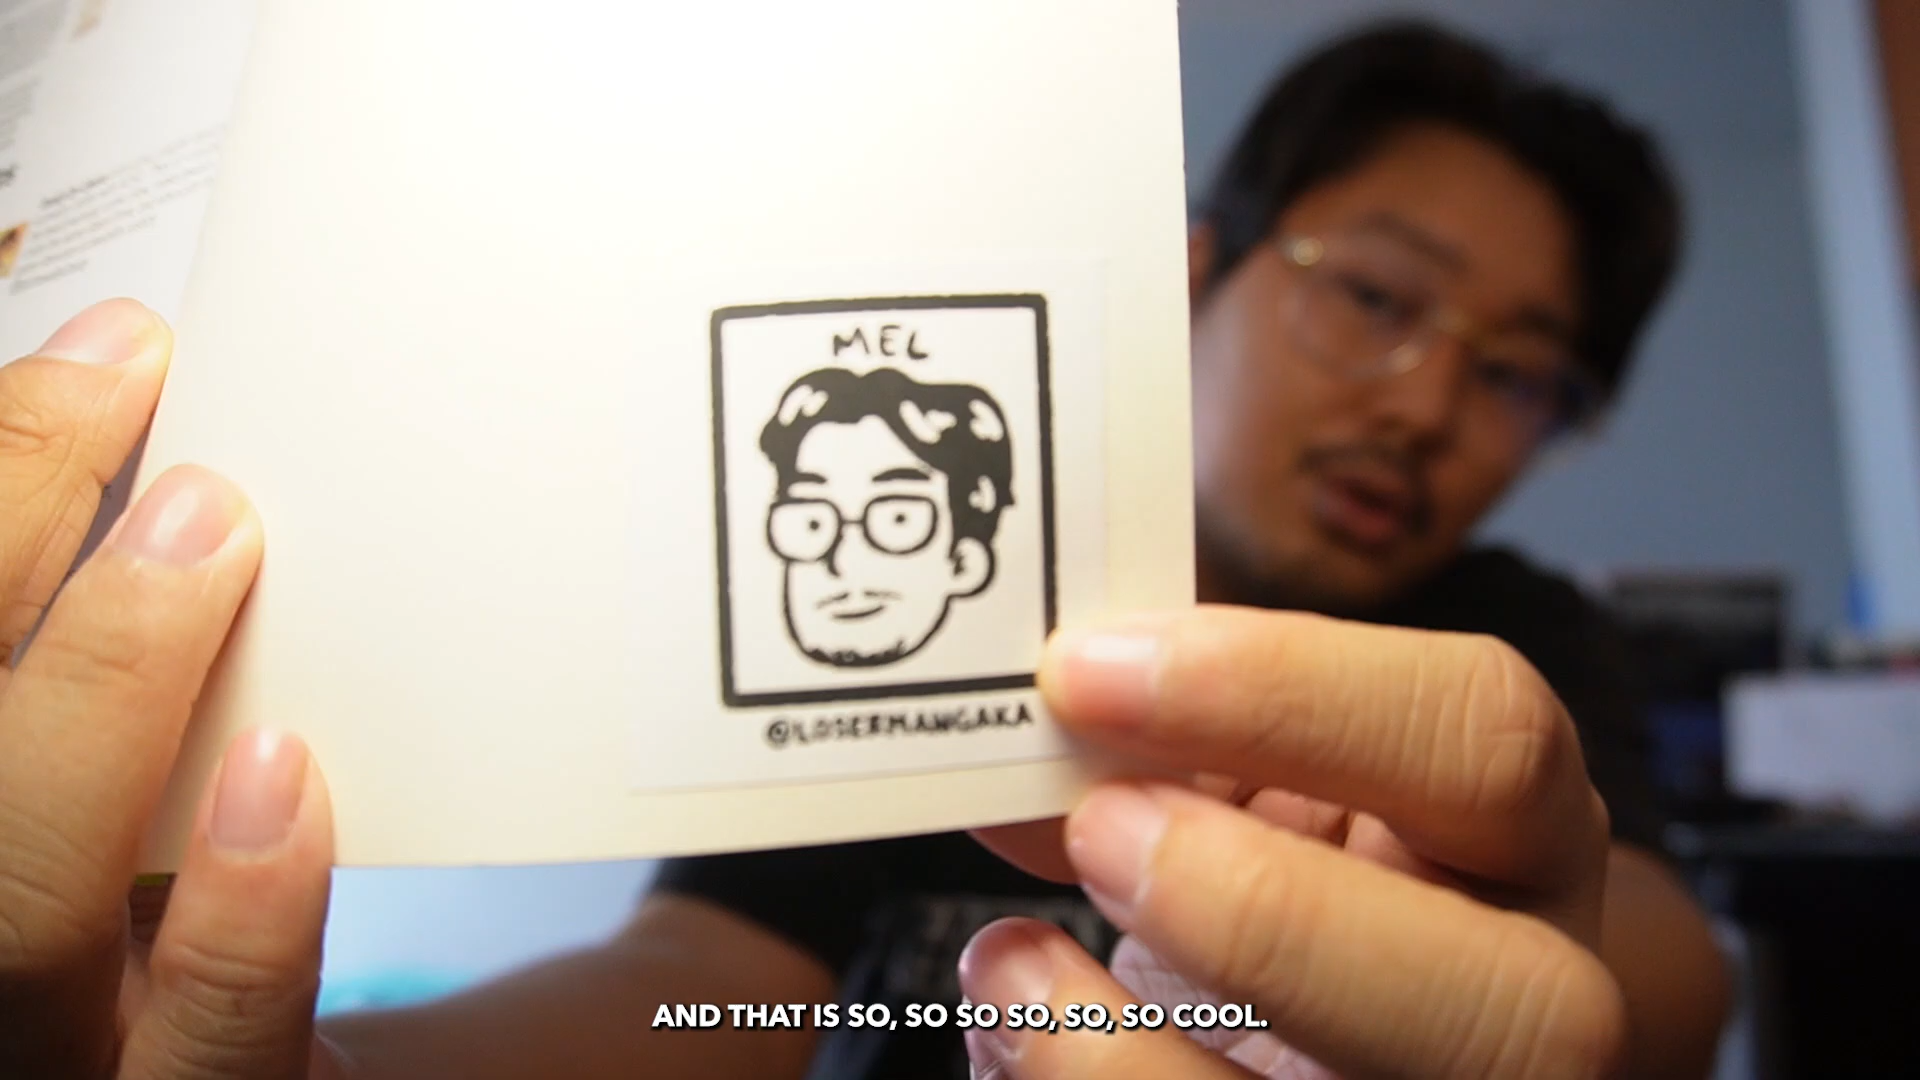 MEL
@LOSERMANGAKA
AND THAT IS SO, SO SO SO, SO, SO COOL.